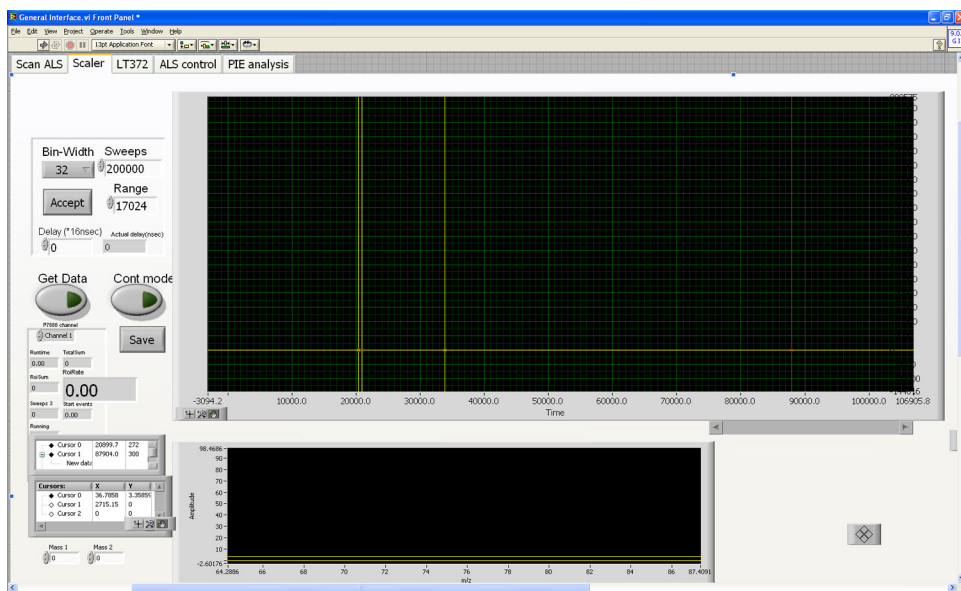 General Interface.vi Front Panel *
File Edit View Project Operate Tools Window Help
13pt Application Font
Scan ALS Scaler LT372 ALS control PIE analysis
Bin-Width Sweeps
32 200000
Range
Accept 17024
Delay (*16nsec) Actual delay(nsec)
0 0
Get Data Cont mode
P7888 channel
Channel 1
Save
Runtime TotalSum
0.00 0
RoiSum RoiRate
0 0.00
Sweeps 3 Start events
0 0.00
Running
-3094.2 10000.0 20000.0 30000.0 40000.0 50000.0 60000.0 70000.0 80000.0 90000.0 100000.0 106905.8
Time
Cursor 0 20899.7 272
Cursor 1 87904.0 300
New data
Cursors: X Y
Cursor 0 36.7858 3.35859
Cursor 1 2715.15 0
Cursor 2 0 0
Mass 1 Mass 2
0 0
98.4686
90
80
70
60
50
40
30
20
10
-2.60176
Amplitude
64.2886 66 68 70 72 74 76 78 80 82 84 86 87.4091
m/z